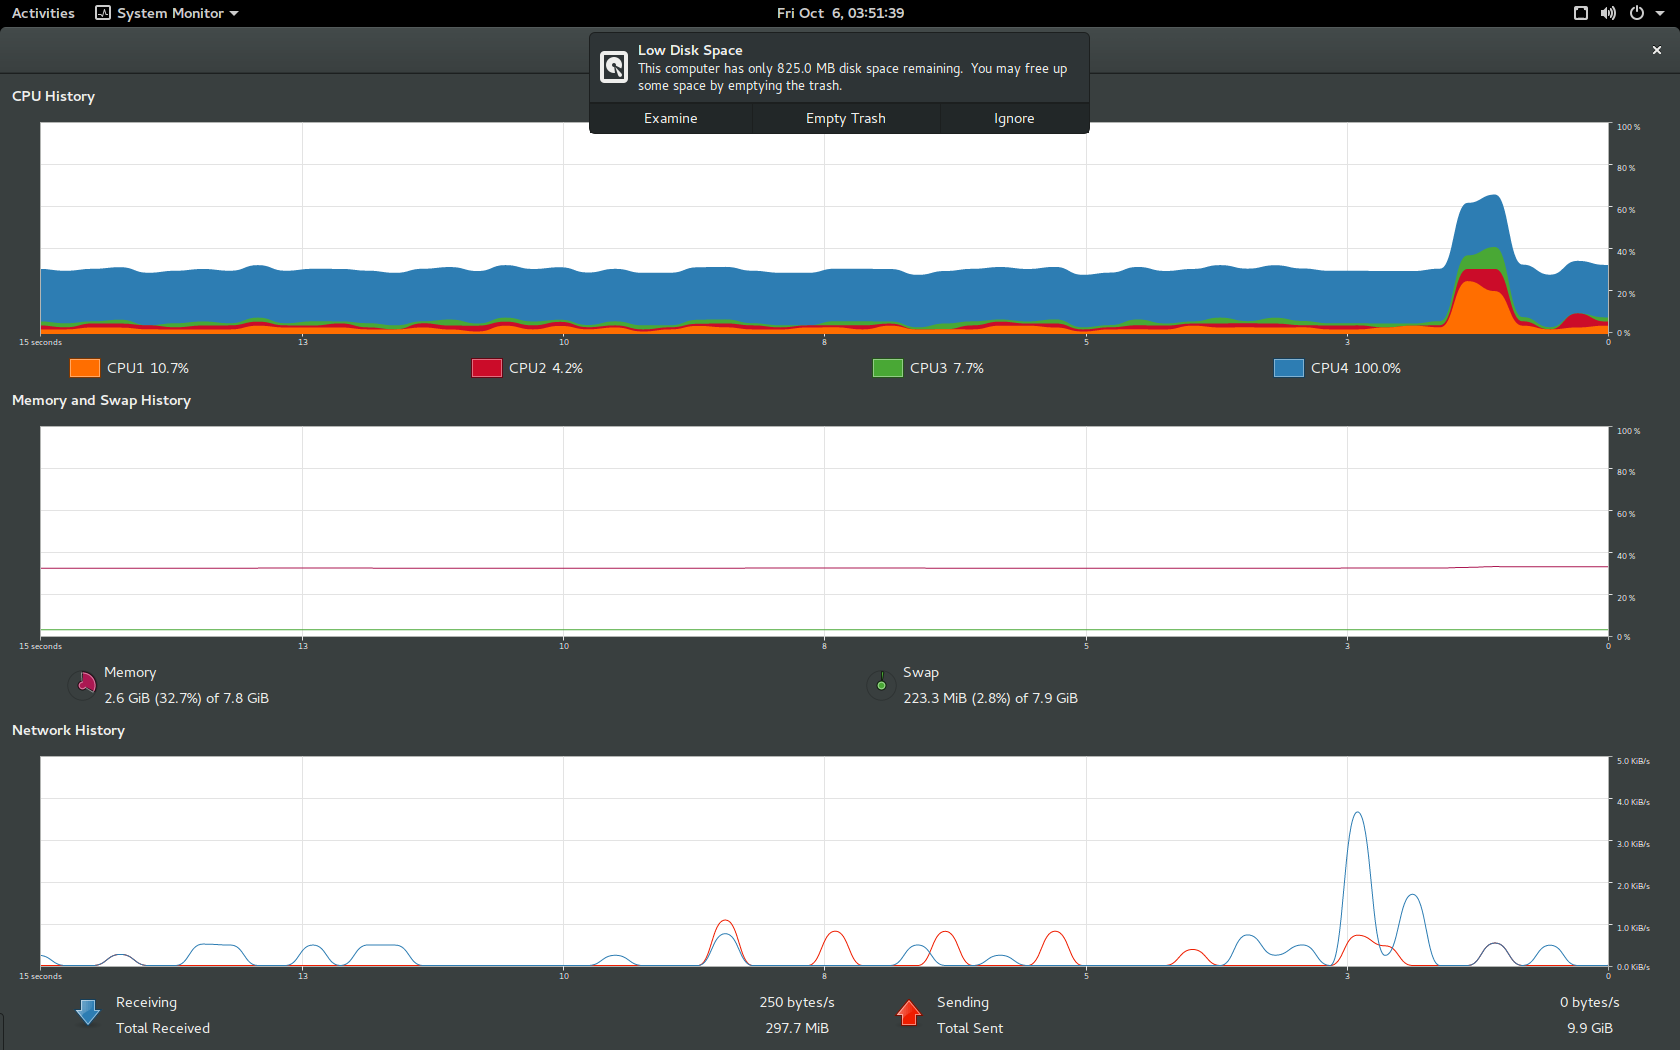 Activities System Monitor Fri Oct 6, 03:51:39
Low Disk Space
This computer has only 825.0 MB disk space remaining. You may free up
some space by emptying the trash.
Examine Empty Trash Ignore
CPU History
100 %
80 %
60 %
40 %
20 %
0 %
15 seconds 13 10 8 5 3 0
CPU1 10.7% CPU2 4.2% CPU3 7.7% CPU4 100.0%
Memory and Swap History
100 %
80 %
60 %
40 %
20 %
0 %
15 seconds 13 10 8 5 3 0
Memory Swap
2.6 GiB (32.7%) of 7.8 GiB 223.3 MiB (2.8%) of 7.9 GiB
Network History
5.0 KiB/s
4.0 KiB/s
3.0 KiB/s
2.0 KiB/s
1.0 KiB/s
0.0 KiB/s
15 seconds 13 10 8 5 3 0
Receiving 250 bytes/s Sending 0 bytes/s
Total Received 297.7 MiB Total Sent 9.9 GiB